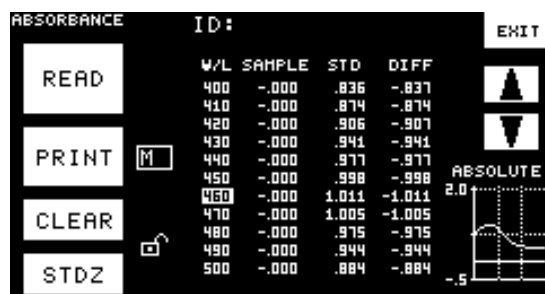 ABSORBANCE
ID:
EXIT
READ
PRINT
M
CLEAR
STDZ
W/L SAMPLE STD DIFF
400 -.000 .836 -.837
410 -.000 .874 -.874
420 -.000 .906 -.907
430 -.000 .941 -.941
440 -.000 .977 -.977
450 -.000 .998 -.998
460 -.000 1.011 -1.011
470 -.000 1.005 -1.005
480 -.000 .975 -.975
490 -.000 .944 -.944
500 -.000 .884 -.884
ABSOLUTE
2.0
-.5